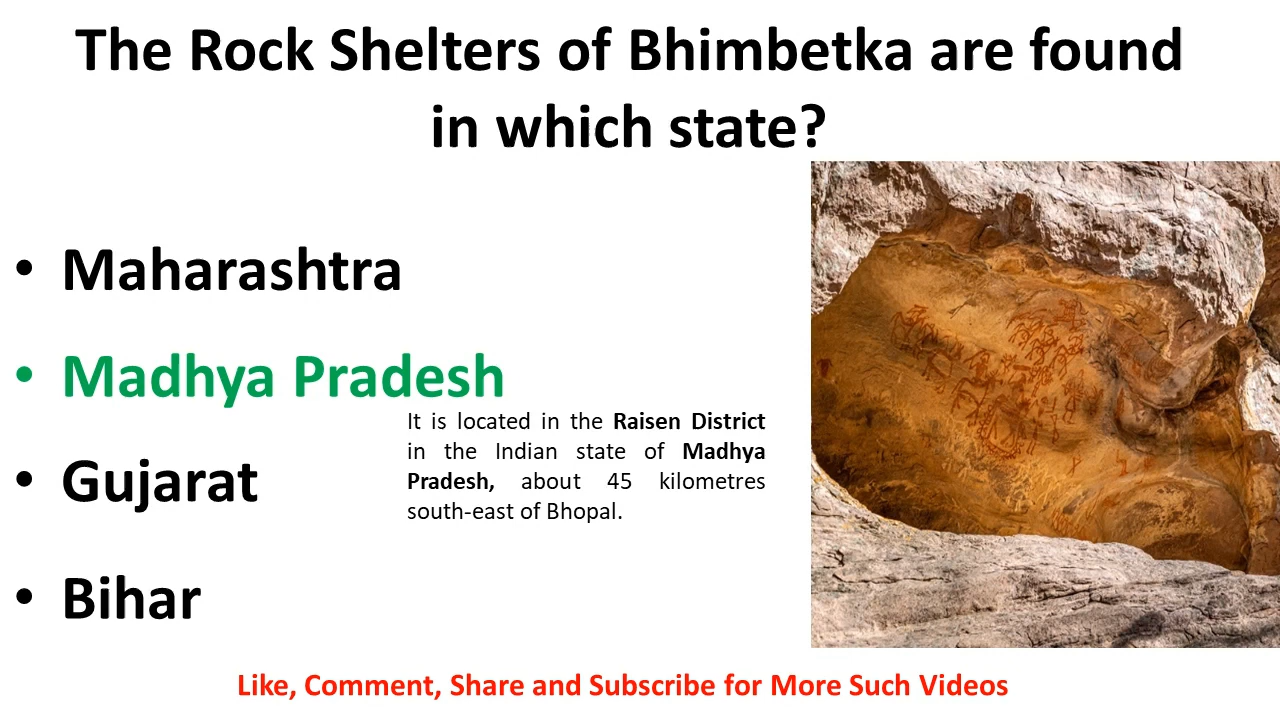 The Rock Shelters of Bhimbetka are found
in which state?
• Maharashtra
• Madhya Pradesh
It is located in the Raisen District
in the Indian state of Madhya
Pradesh, about 45 kilometres
south-east of Bhopal.
• Gujarat
• Bihar
Like, Comment, Share and Subscribe for More Such Videos